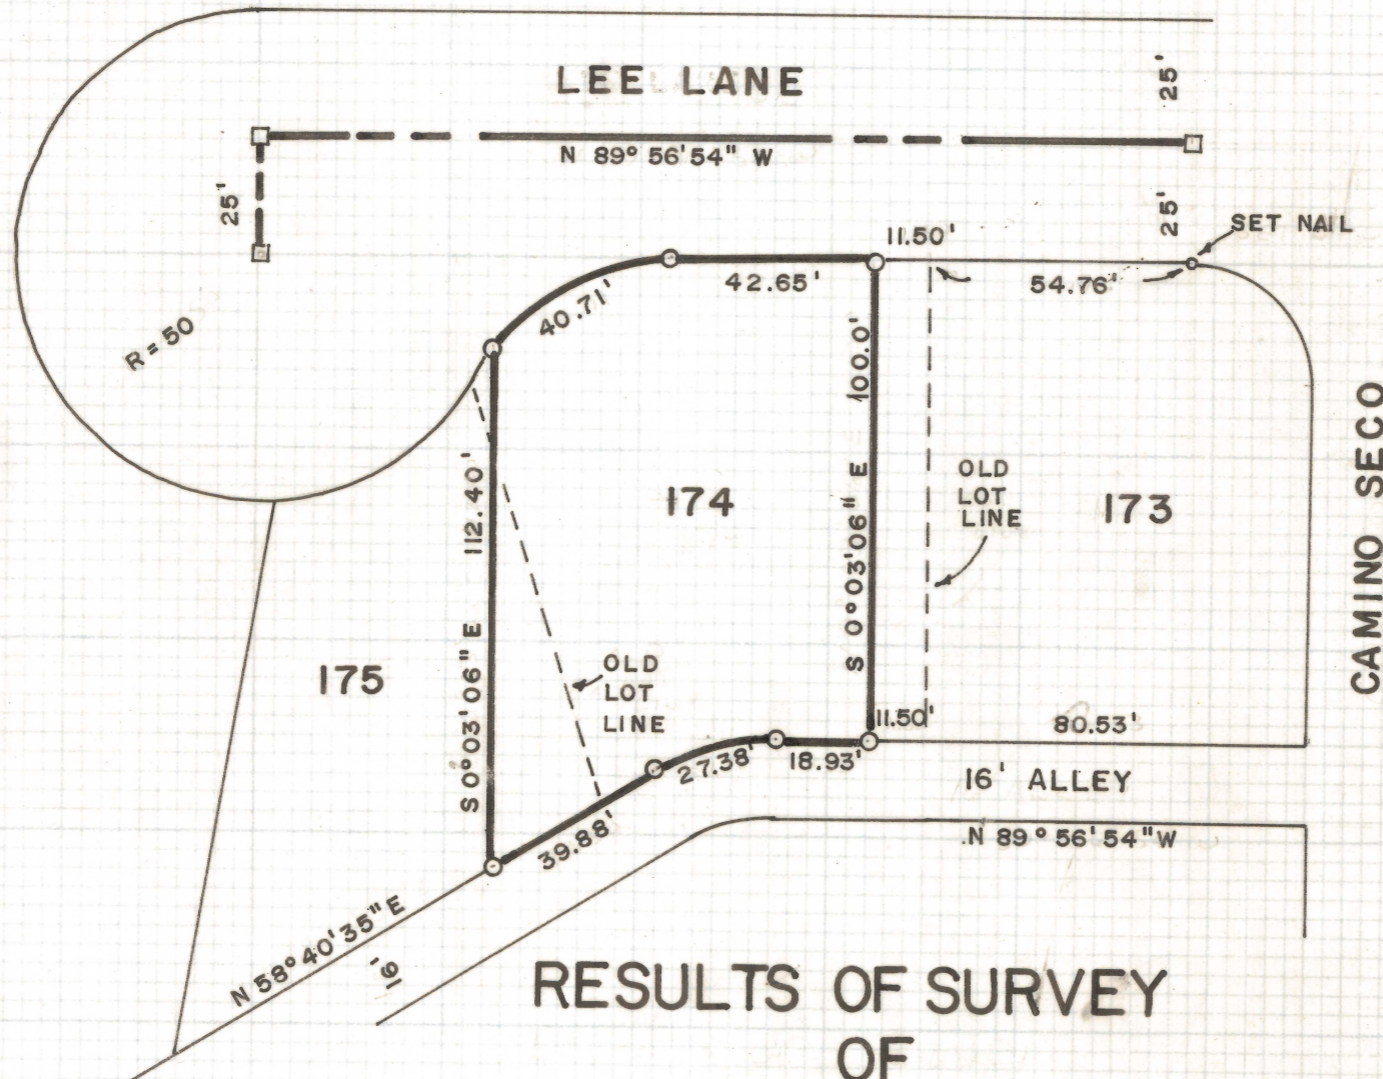 LEE LANE
25'
N 89° 56' 54" W
25'
25'
SET NAIL
11.50'
42.65'
54.76'
40.71'
R = 50
100.0'
S 0° 03' 06" E
112.40'
S 0° 03' 06" E
OLD
LOT
LINE
174
173
CAMINO SECO
175
OLD
LOT
LINE
11.50'
80.53'
27.38'
18.93'
16' ALLEY
39.88'
N 89° 56' 54" W
N 58° 40' 35" E
16'
RESULTS OF SURVEY
OF